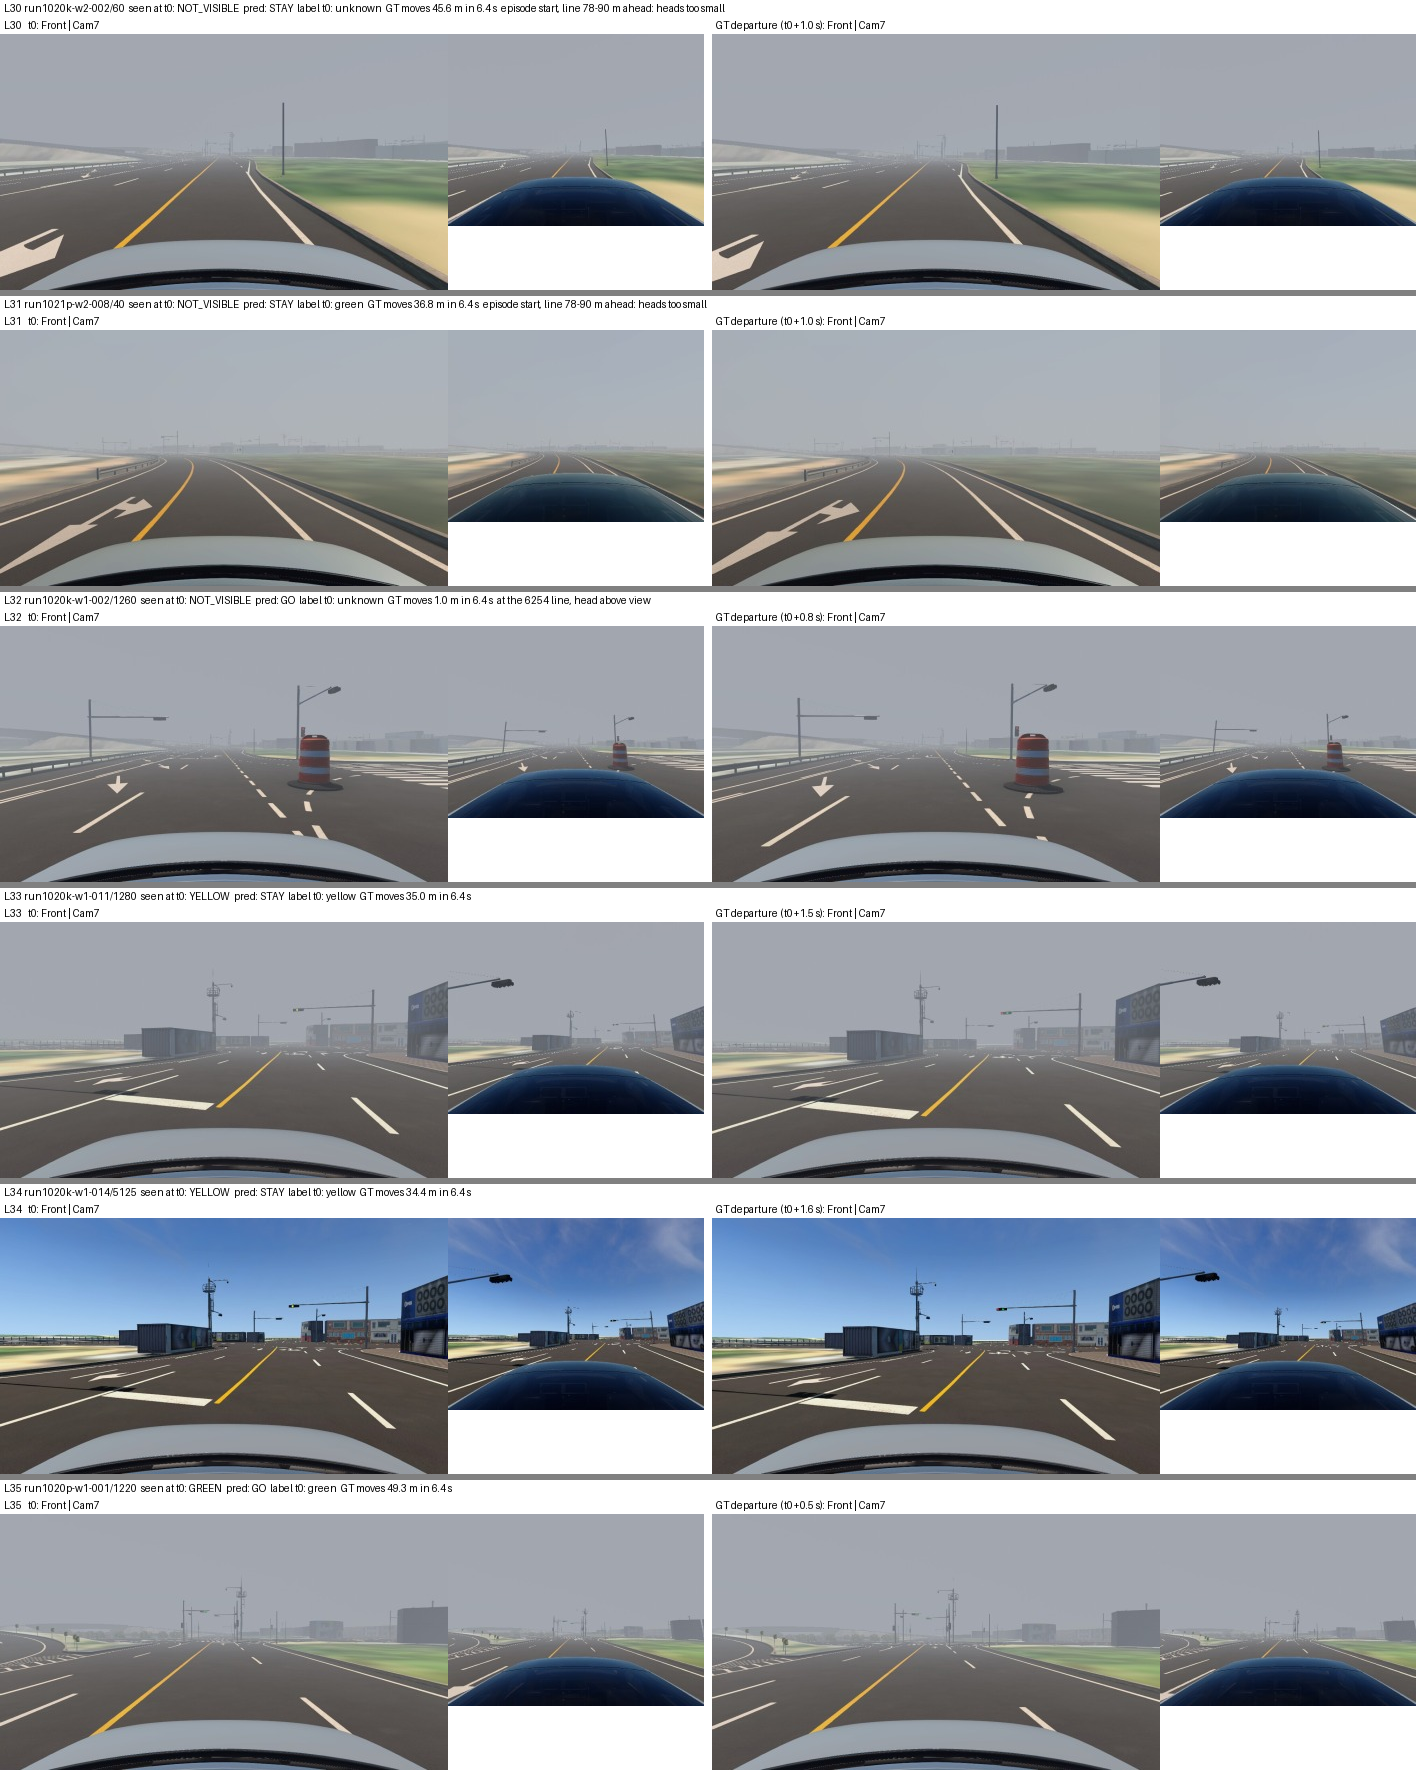 L30 run1020k-w2-002/60 seen at t0: NOT_VISIBLE pred: STAY label t0: unknown GT moves 45.6 m in 6.4 s episode start, line 78-90 m ahead: heads too small
L30 t0: Front | Cam7
GT departure (t0+1.0 s): Front | Cam7
L31 run1021p-w2-008/40 seen at t0: NOT_VISIBLE pred: STAY label t0: green GT moves 36.8 m in 6.4 s episode start, line 78-90 m ahead: heads too small
L31 t0: Front | Cam7
GT departure (t0+1.0 s): Front | Cam7
L32 run1020k-w1-002/1260 seen at t0: NOT_VISIBLE pred: GO label t0: unknown GT moves 1.0 m in 6.4 s at the 6254 line, head above view
L32 t0: Front | Cam7
GT departure (t0+0.8 s): Front | Cam7
L33 run1020k-w1-011/1280 seen at t0: YELLOW pred: STAY label t0: yellow GT moves 35.0 m in 6.4 s
L33 t0: Front | Cam7
GT departure (t0+1.5 s): Front | Cam7
L34 run1020k-w1-014/5125 seen at t0: YELLOW pred: STAY label t0: yellow GT moves 34.4 m in 6.4 s
L34 t0: Front | Cam7
GT departure (t0+1.6 s): Front | Cam7
L35 run1020p-w1-001/1220 seen at t0: GREEN pred: GO label t0: green GT moves 49.3 m in 6.4 s
L35 t0: Front | Cam7
GT departure (t0+0.5 s): Front | Cam7